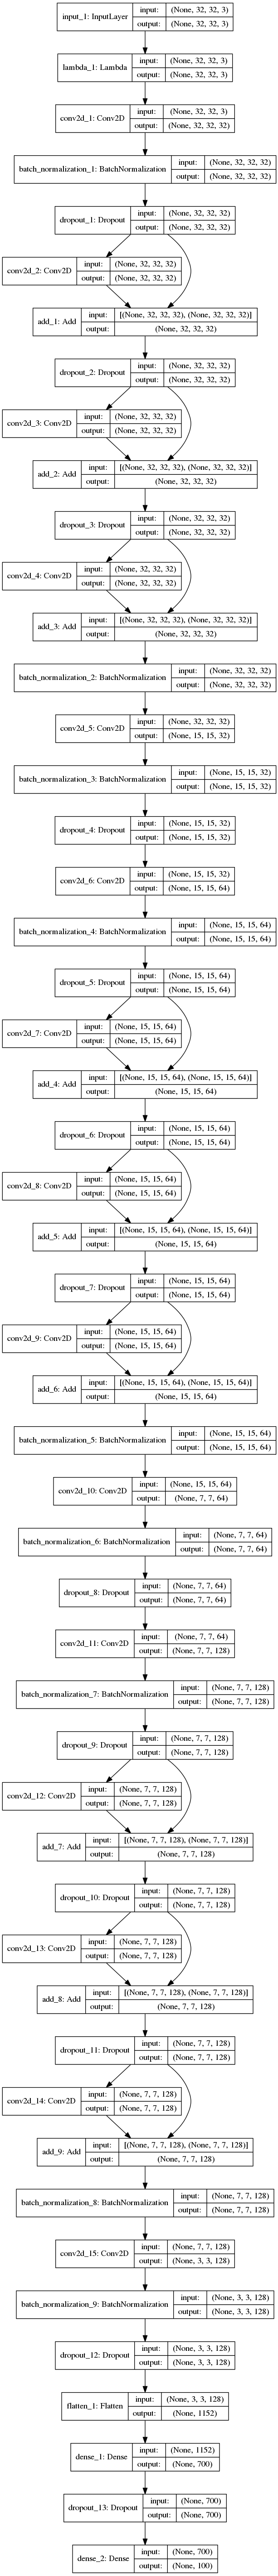 input_1: InputLayer input: (None, 32, 32, 3)
output: (None, 32, 32, 3)
lambda_1: Lambda input: (None, 32, 32, 3)
output: (None, 32, 32, 3)
conv2d_1: Conv2D input: (None, 32, 32, 3)
output: (None, 32, 32, 32)
batch_normalization_1: BatchNormalization input: (None, 32, 32, 32)
output: (None, 32, 32, 32)
dropout_1: Dropout input: (None, 32, 32, 32)
output: (None, 32, 32, 32)
conv2d_2: Conv2D input: (None, 32, 32, 32)
output: (None, 32, 32, 32)
add_1: Add input: [(None, 32, 32, 32), (None, 32, 32, 32)]
output: (None, 32, 32, 32)
dropout_2: Dropout input: (None, 32, 32, 32)
output: (None, 32, 32, 32)
conv2d_3: Conv2D input: (None, 32, 32, 32)
output: (None, 32, 32, 32)
add_2: Add input: [(None, 32, 32, 32), (None, 32, 32, 32)]
output: (None, 32, 32, 32)
dropout_3: Dropout input: (None, 32, 32, 32)
output: (None, 32, 32, 32)
conv2d_4: Conv2D input: (None, 32, 32, 32)
output: (None, 32, 32, 32)
add_3: Add input: [(None, 32, 32, 32), (None, 32, 32, 32)]
output: (None, 32, 32, 32)
batch_normalization_2: BatchNormalization input: (None, 32, 32, 32)
output: (None, 32, 32, 32)
conv2d_5: Conv2D input: (None, 32, 32, 32)
output: (None, 15, 15, 32)
batch_normalization_3: BatchNormalization input: (None, 15, 15, 32)
output: (None, 15, 15, 32)
dropout_4: Dropout input: (None, 15, 15, 32)
output: (None, 15, 15, 32)
conv2d_6: Conv2D input: (None, 15, 15, 32)
output: (None, 15, 15, 64)
batch_normalization_4: BatchNormalization input: (None, 15, 15, 64)
output: (None, 15, 15, 64)
dropout_5: Dropout input: (None, 15, 15, 64)
output: (None, 15, 15, 64)
conv2d_7: Conv2D input: (None, 15, 15, 64)
output: (None, 15, 15, 64)
add_4: Add input: [(None, 15, 15, 64), (None, 15, 15, 64)]
output: (None, 15, 15, 64)
dropout_6: Dropout input: (None, 15, 15, 64)
output: (None, 15, 15, 64)
conv2d_8: Conv2D input: (None, 15, 15, 64)
output: (None, 15, 15, 64)
add_5: Add input: [(None, 15, 15, 64), (None, 15, 15, 64)]
output: (None, 15, 15, 64)
dropout_7: Dropout input: (None, 15, 15, 64)
output: (None, 15, 15, 64)
conv2d_9: Conv2D input: (None, 15, 15, 64)
output: (None, 15, 15, 64)
add_6: Add input: [(None, 15, 15, 64), (None, 15, 15, 64)]
output: (None, 15, 15, 64)
batch_normalization_5: BatchNormalization input: (None, 15, 15, 64)
output: (None, 15, 15, 64)
conv2d_10: Conv2D input: (None, 15, 15, 64)
output: (None, 7, 7, 64)
batch_normalization_6: BatchNormalization input: (None, 7, 7, 64)
output: (None, 7, 7, 64)
dropout_8: Dropout input: (None, 7, 7, 64)
output: (None, 7, 7, 64)
conv2d_11: Conv2D input: (None, 7, 7, 64)
output: (None, 7, 7, 128)
batch_normalization_7: BatchNormalization input: (None, 7, 7, 128)
output: (None, 7, 7, 128)
dropout_9: Dropout input: (None, 7, 7, 128)
output: (None, 7, 7, 128)
conv2d_12: Conv2D input: (None, 7, 7, 128)
output: (None, 7, 7, 128)
add_7: Add input: [(None, 7, 7, 128), (None, 7, 7, 128)]
output: (None, 7, 7, 128)
dropout_10: Dropout input: (None, 7, 7, 128)
output: (None, 7, 7, 128)
conv2d_13: Conv2D input: (None, 7, 7, 128)
output: (None, 7, 7, 128)
add_8: Add input: [(None, 7, 7, 128), (None, 7, 7, 128)]
output: (None, 7, 7, 128)
dropout_11: Dropout input: (None, 7, 7, 128)
output: (None, 7, 7, 128)
conv2d_14: Conv2D input: (None, 7, 7, 128)
output: (None, 7, 7, 128)
add_9: Add input: [(None, 7, 7, 128), (None, 7, 7, 128)]
output: (None, 7, 7, 128)
batch_normalization_8: BatchNormalization input: (None, 7, 7, 128)
output: (None, 7, 7, 128)
conv2d_15: Conv2D input: (None, 7, 7, 128)
output: (None, 3, 3, 128)
batch_normalization_9: BatchNormalization input: (None, 3, 3, 128)
output: (None, 3, 3, 128)
dropout_12: Dropout input: (None, 3, 3, 128)
output: (None, 3, 3, 128)
flatten_1: Flatten input: (None, 3, 3, 128)
output: (None, 1152)
dense_1: Dense input: (None, 1152)
output: (None, 700)
dropout_13: Dropout input: (None, 700)
output: (None, 700)
dense_2: Dense input: (None, 700)
output: (None, 100)